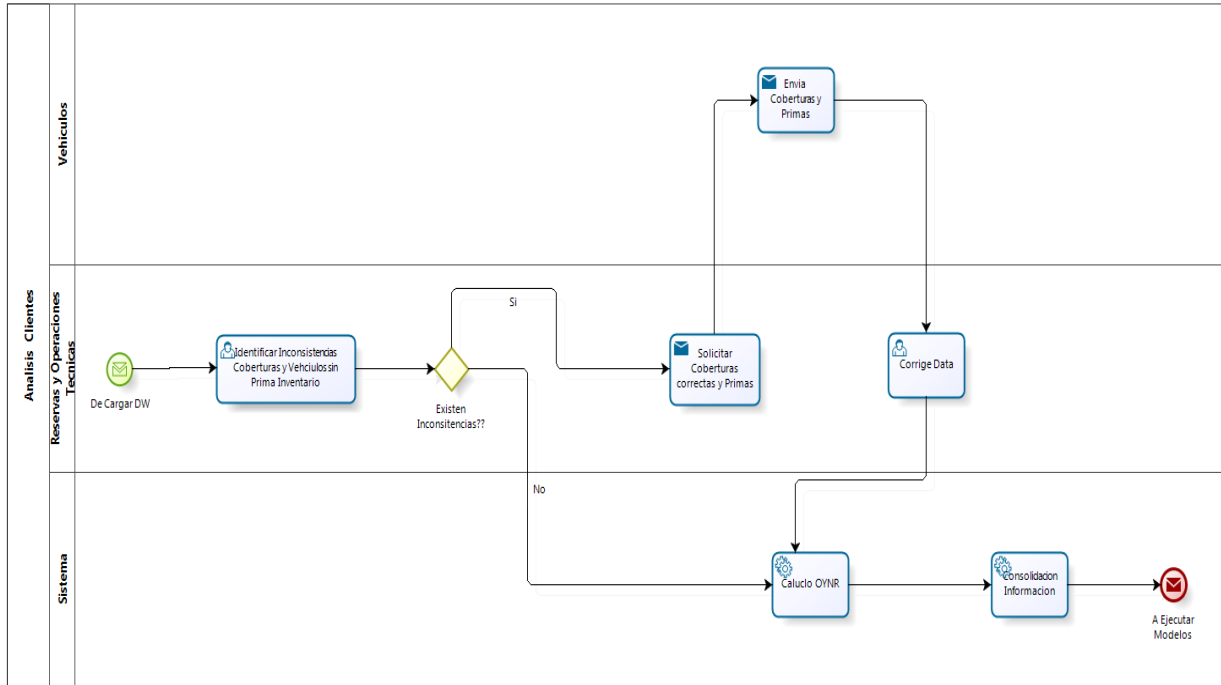 Analisis Clientes
Vehiculos
Envia
Coberturas y
Primas
Reservas y Operaciones
Tecnicas
De Cargar DW
Identificar Inconsistencias
Coberturas y Vehciulos sin
Prima Inventario
Existen
Inconsitencias??
Si
No
Solicitar
Coberturas
correctas y Primas
Corrige Data
Sistema
Caluclo OYNR
Consolidacion
Informacion
A Ejecutar
Modelos